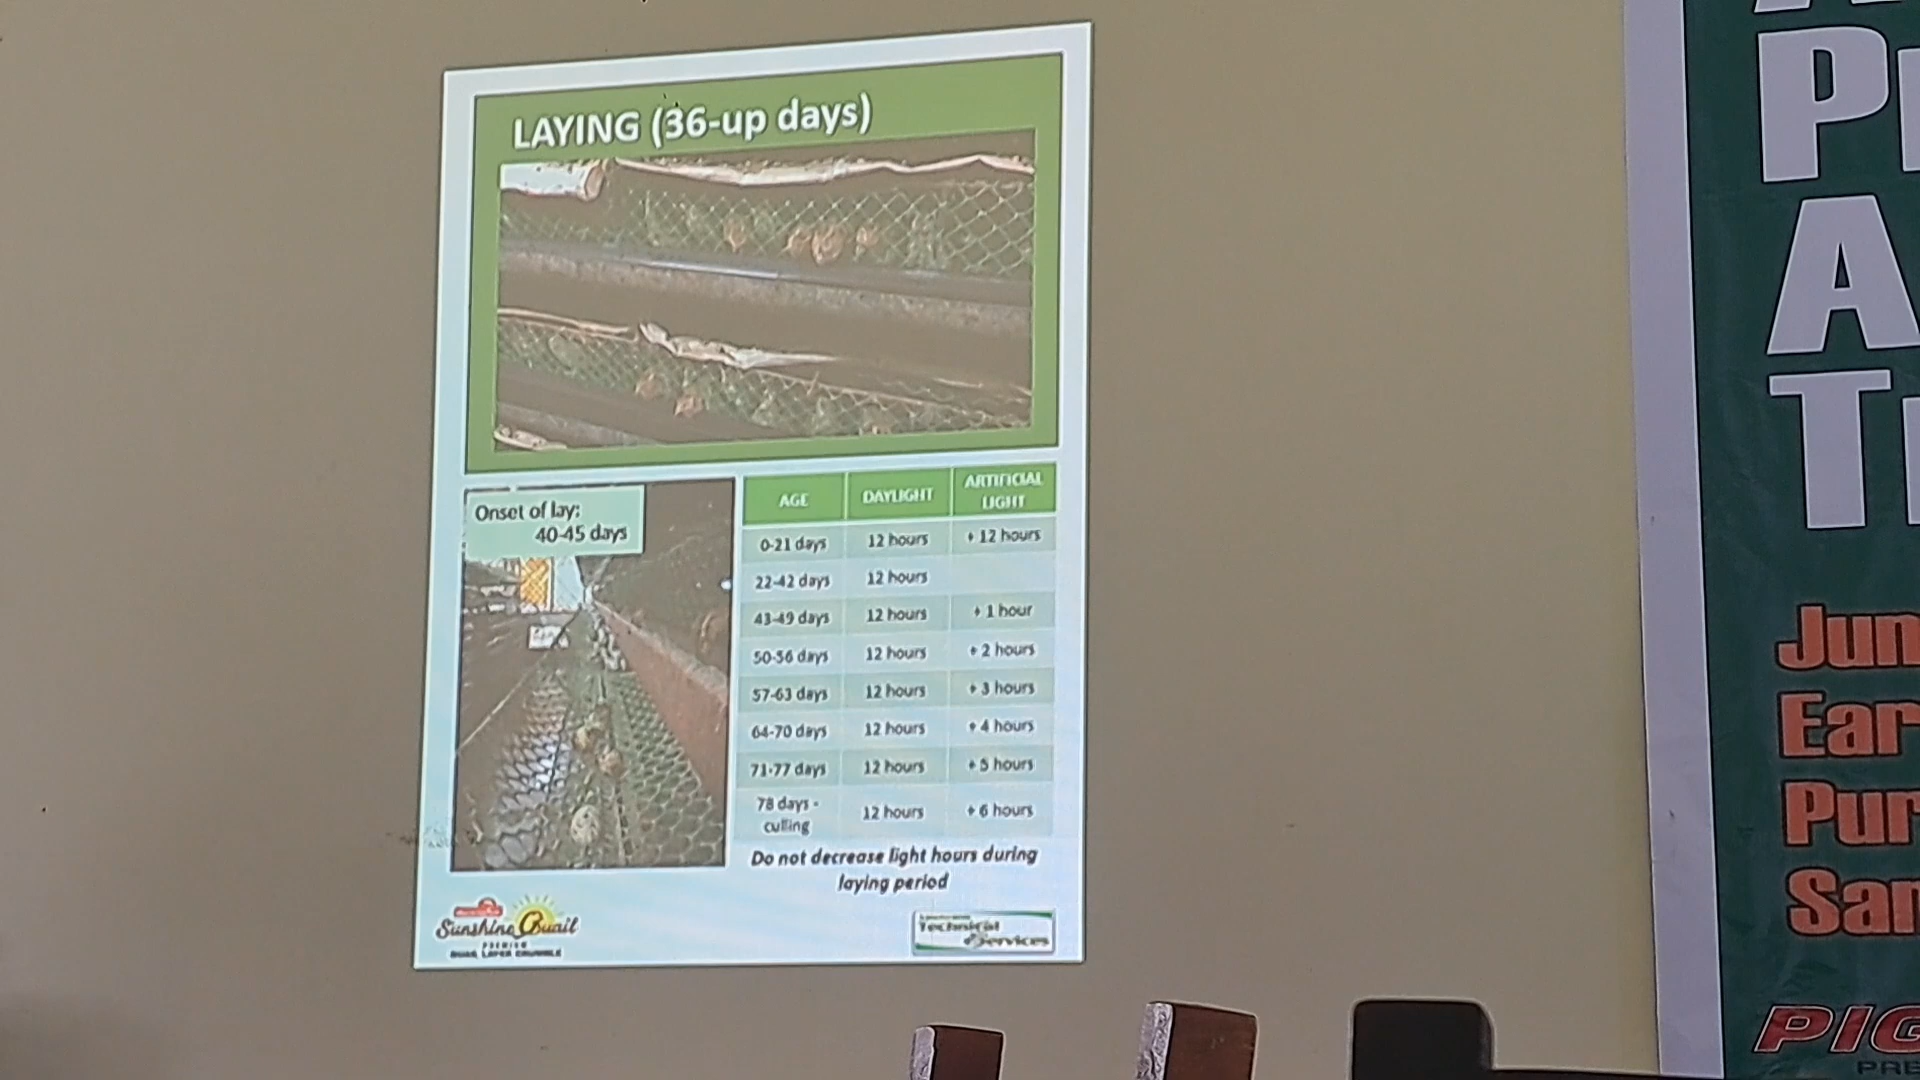 LAYING (36-up days)
Onset of lay:
40-45 days
AGE DAYLIGHT ARTIFICIAL LIGHT
0-21 days 12 hours + 12 hours
22-42 days 12 hours
43-49 days 12 hours + 1 hour
50-56 days 12 hours + 2 hours
57-63 days 12 hours + 3 hours
64-70 days 12 hours + 4 hours
71-77 days 12 hours + 5 hours
78 days - culling 12 hours + 6 hours
Do not decrease light hours during
laying period
Sunshine Quail
PREMIUM
QUAIL LAYER CRUMBLE
Technical
Services
P
A
T
Jun
Ear
Pur
San
PIG